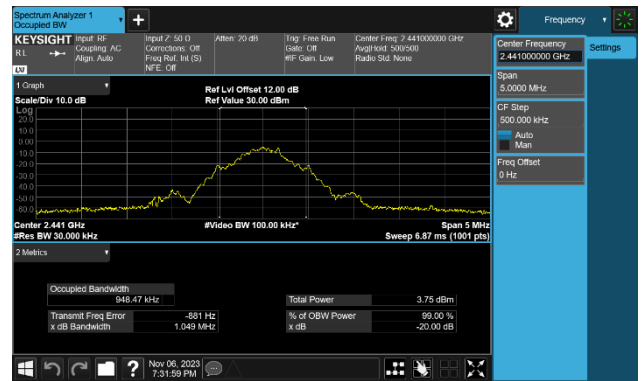 Spectrum Analyzer 1
Occupied BW
+
Frequency
KEYSIGHT
RL
LXI
Input: RF
Coupling: AC
Align: Auto
Input Z: 50 Ω
Corrections: Off
Freq Ref: Int (S)
NFE: Off
Atten: 20 dB
Trig: Free Run
Gate: Off
#IF Gain: Low
Center Freq: 2.441000000 GHz
Avg|Hold: 500/500
Radio Std: None
Center Frequency
2.441000000 GHz
Settings
Span
5.0000 MHz
CF Step
500.000 kHz
Auto
Man
Freq Offset
0 Hz
1 Graph
Scale/Div 10.0 dB
Ref Lvl Offset 12.00 dB
Ref Value 30.00 dBm
Log
20.0
10.0
0.00
-10.0
-20.0
-30.0
-40.0
-50.0
-60.0
Center 2.441 GHz
#Res BW 30.000 kHz
#Video BW 100.00 kHz*
Span 5 MHz
Sweep 6.87 ms (1001 pts)
2 Metrics
Occupied Bandwidth
948.47 kHz
Total Power 3.75 dBm
Transmit Freq Error -881 Hz
% of OBW Power 99.00 %
x dB Bandwidth 1.049 MHz
x dB -20.00 dB
?
Nov 06, 2023
7:31:59 PM